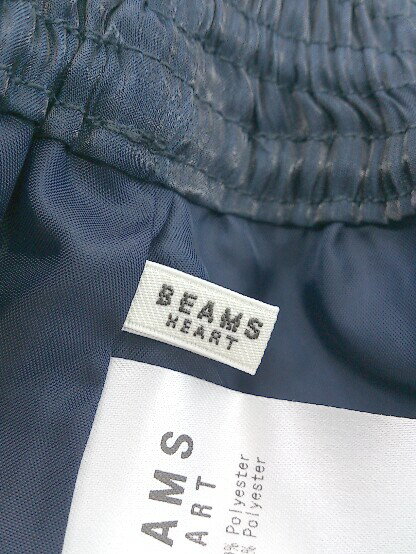 BEAMS
HEART
AMS
ART
% Polyester
% Polyester